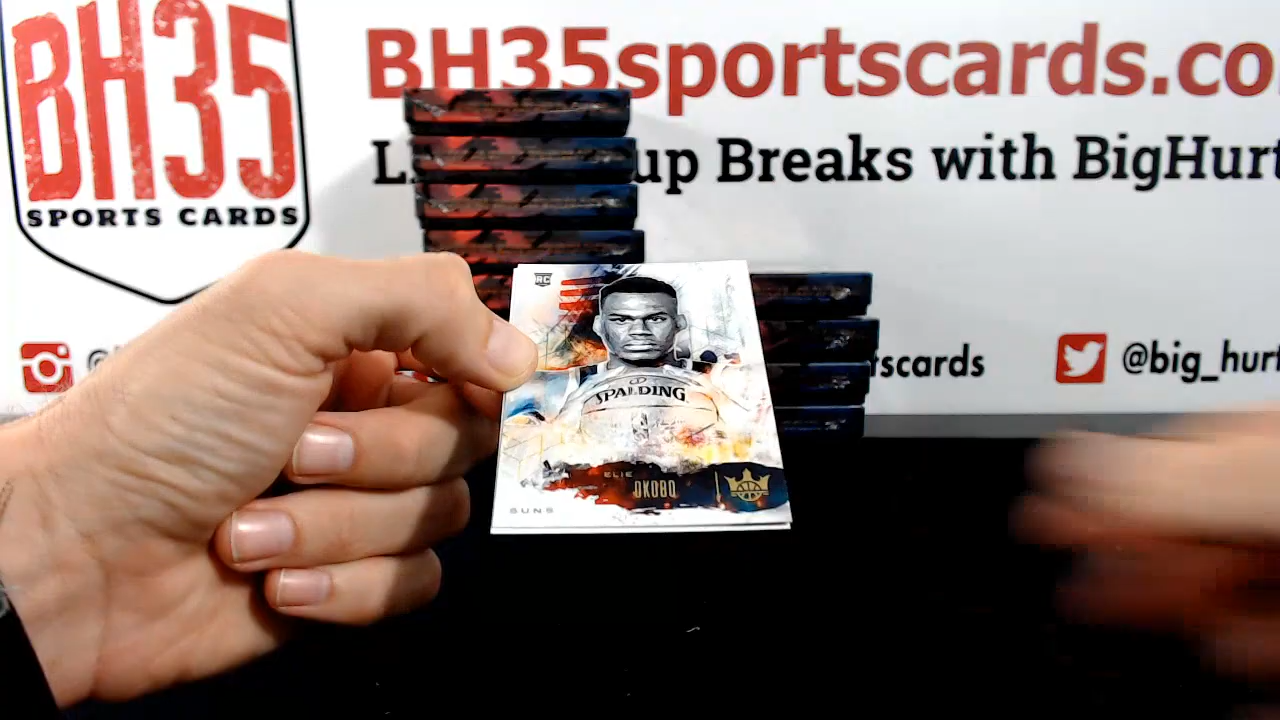 BH35
SPORTS CARDS
BH35sportscards.co
up Breaks with BigHurt
scards
@big_hurt
RC
SPALDING
ELIE
OKOBO
SUNS